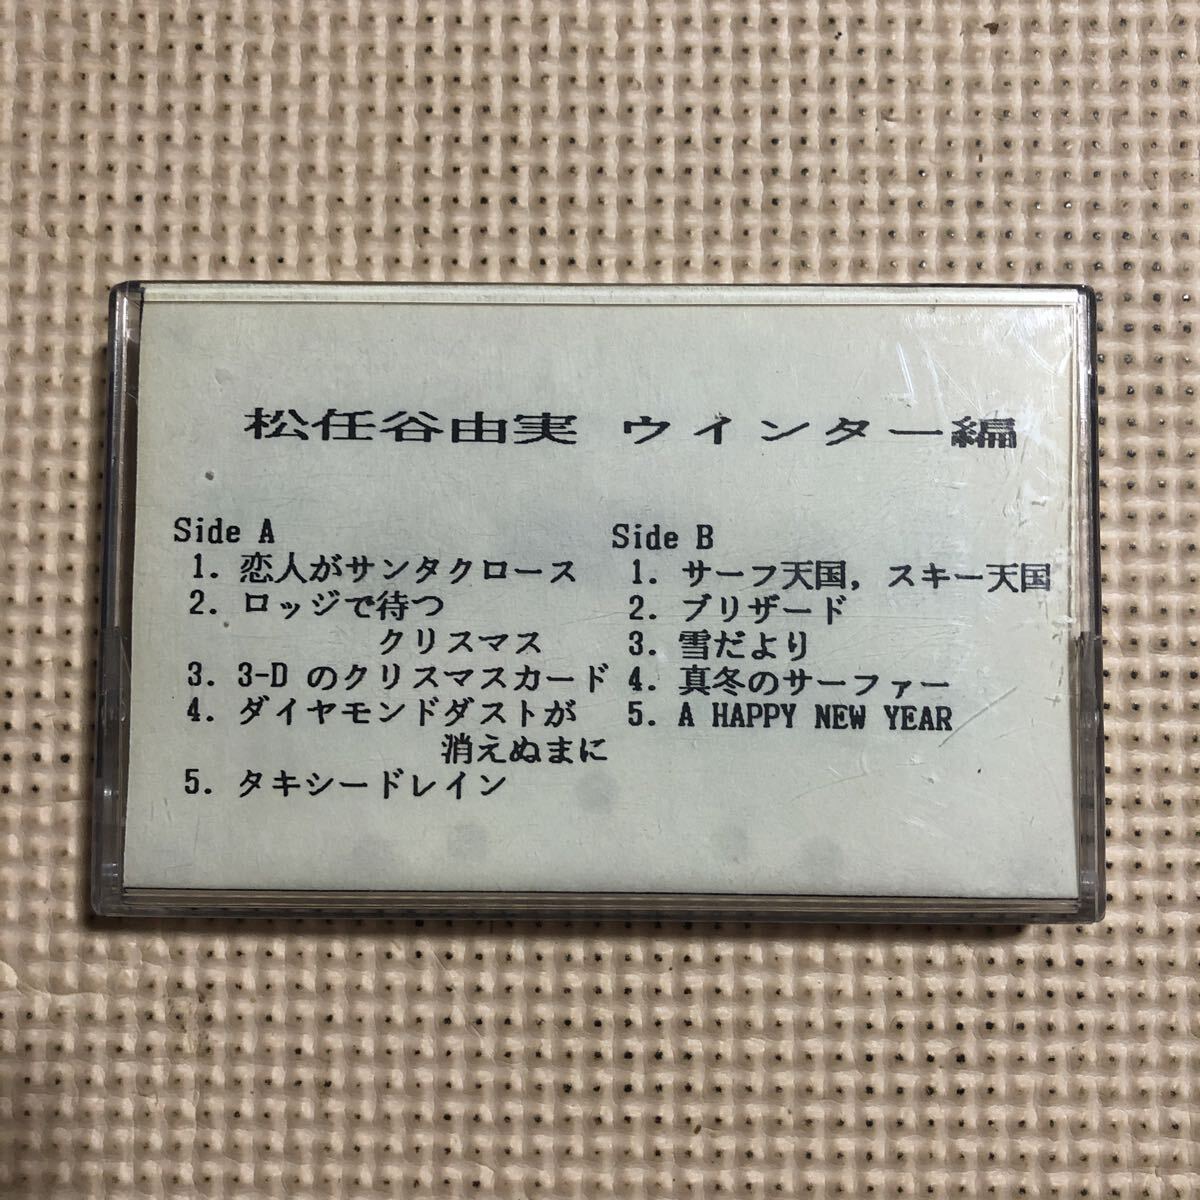 松任谷由実 ウインター編
Side A
1. 恋人がサンタクロース
2. ロッジで待つ
クリスマス
3. 3-D のクリスマスカード
4. ダイヤモンドダストが
消えぬまに
5. タキシードレイン
Side B
1. サーフ天国, スキー天国
2. ブリザード
3. 雪だより
4. 真冬のサーファー
5. A HAPPY NEW YEAR